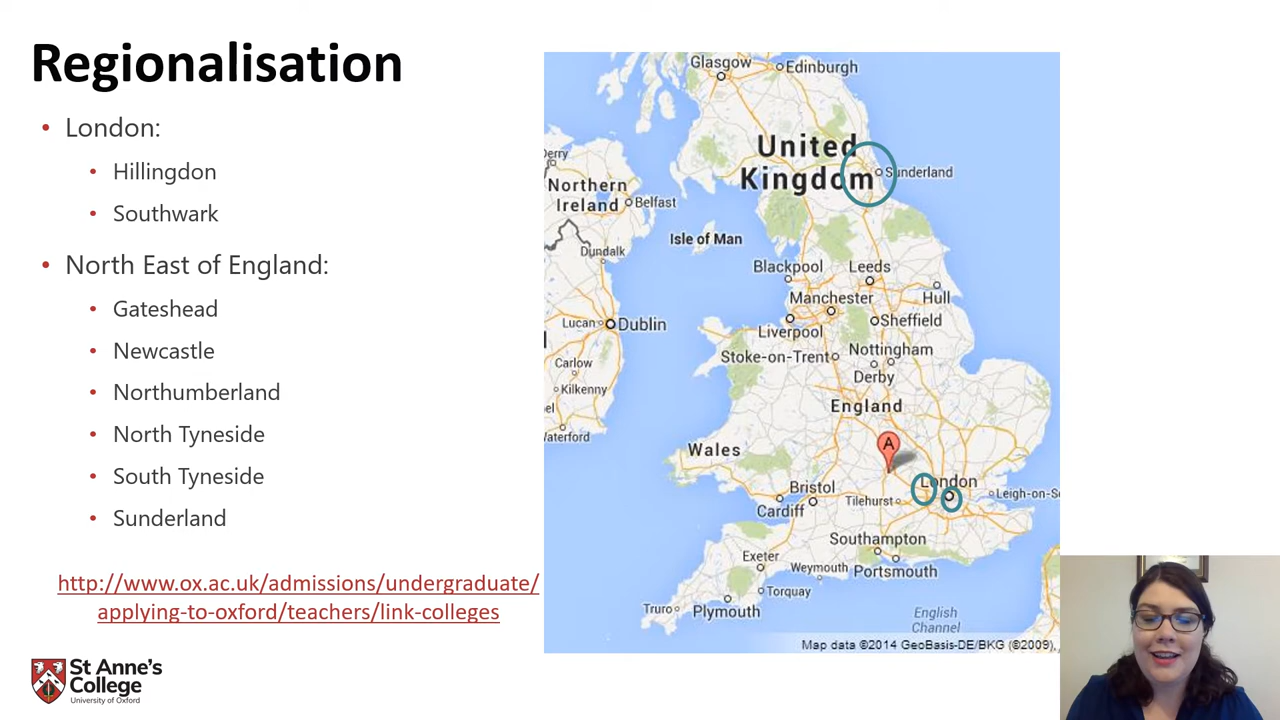 Regionalisation
• London:
• Hillingdon
• Southwark
• North East of England:
• Gateshead
• Newcastle
• Northumberland
• North Tyneside
• South Tyneside
• Sunderland
http://www.ox.ac.uk/admissions/undergraduate/
applying-to-oxford/teachers/link-colleges
St Anne's
College
University of Oxford
Glasgow
Edinburgh
United
Kingdom
Sunderland
Derry
Northern
Ireland
Belfast
Isle of Man
Dundalk
Blackpool
Leeds
Manchester
Hull
Lucan
Dublin
Liverpool
Sheffield
Carlow
Stoke-on-Trent
Nottingham
Derby
Kilkenny
England
el
Waterford
A
Wales
London
Bristol
Tilehurst
Leigh-on-S
Cardiff
Southampton
Exeter
Weymouth
Portsmouth
Torquay
Truro
Plymouth
English
Channel
Map data ©2014 GeoBasis-DE/BKG (©2009),